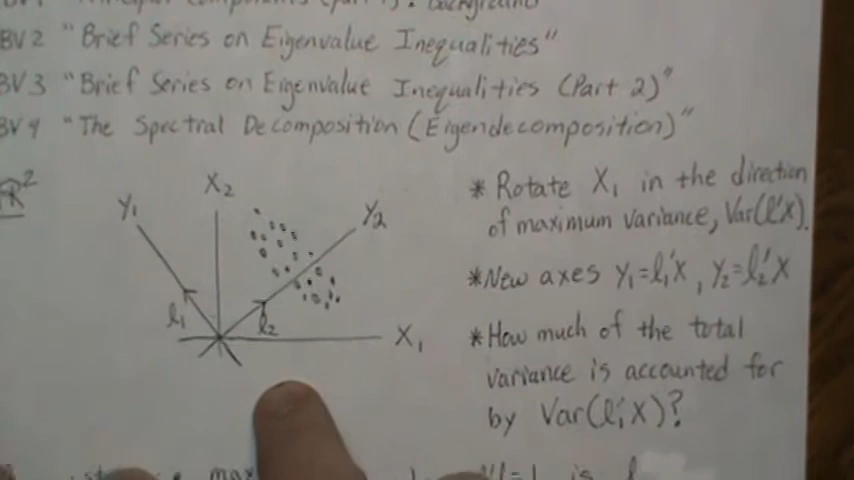 BV2 "Brief Series on Eigenvalue Inequalities"
BV3 "Brief Series on Eigenvalue Inequalities (Part 2)"
BV4 "The Spectral Decomposition (Eigendecomposition)"
ℝ²
X₂
Y₁
Y₂
ℓ₁
ℓ₂
X₁
* Rotate X₁ in the direction
of maximum variance, Var(ℓ'X).
*New axes Y₁=ℓ₁'X, Y₂=ℓ₂'X
*How much of the total
variance is accounted for
by Var(ℓ₁'X)?